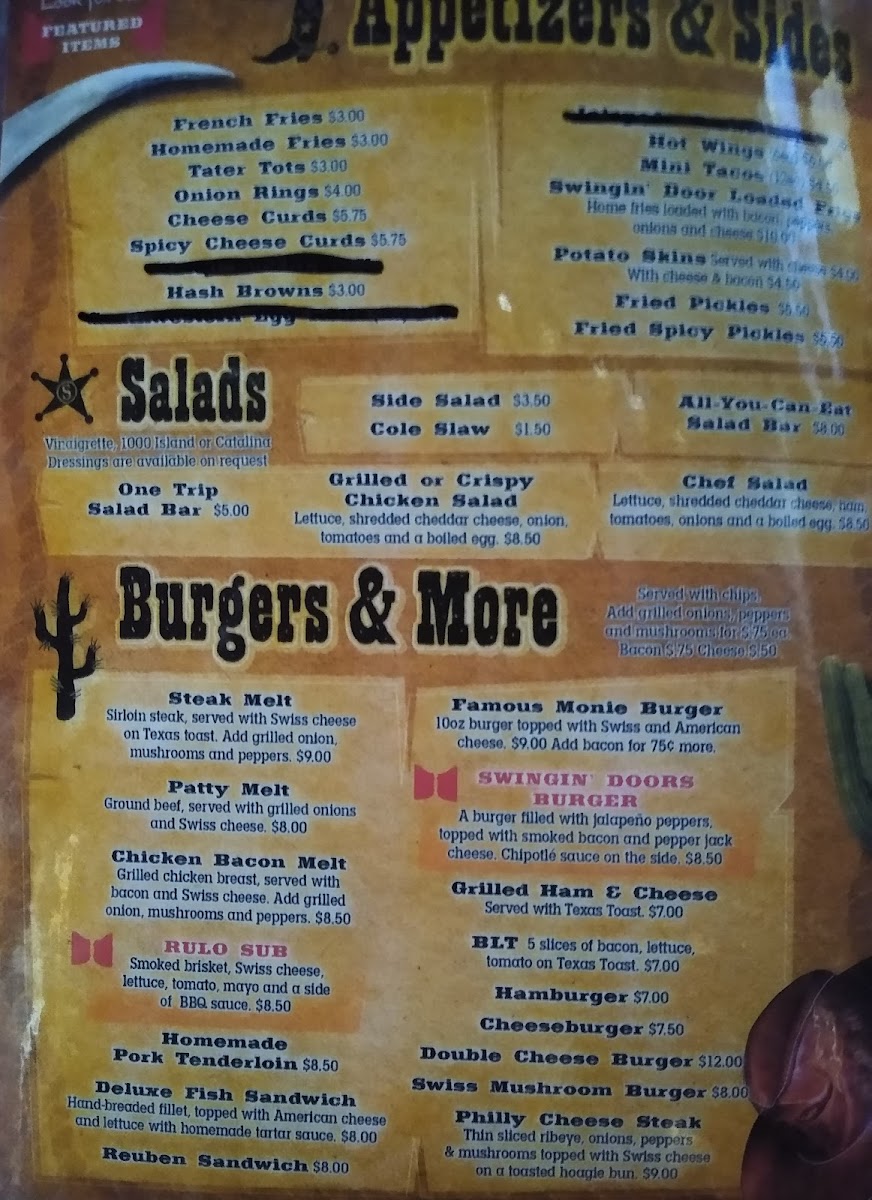 FEATURED
ITEMS
Appetizers & Sides
French Fries $3.00
Homemade Fries $3.00
Tater Tots $3.00
Onion Rings $4.00
Cheese Curds $5.75
Spicy Cheese Curds $5.75
Hash Browns $3.00
Hot Wings
Mini Tacos
Swingin' Door Loaded Fries
Home fries loaded with bacon, peppers
onions and cheese $10.00
Potato Skins Served with cheese $4.00
With cheese & bacon $4.50
Fried Pickles $5.50
Fried Spicy Pickles $5.50
Salads
Vinaigrette, 1000 Island or Catalina
Dressings are available on request
Side Salad $3.50
Cole Slaw $1.50
All-You-Can-Eat
Salad Bar $8.00
One Trip
Salad Bar $5.00
Grilled or Crispy
Chicken Salad
Lettuce, shredded cheddar cheese, onion,
tomatoes and a boiled egg. $8.50
Chef Salad
Lettuce, shredded cheddar cheese, ham,
tomatoes, onions and a boiled egg. $8.50
Burgers & More
Served with chips.
Add grilled onions, peppers
and mushrooms for $.75 ea.
Bacon $.75 Cheese $.50
Steak Melt
Sirloin steak, served with Swiss cheese
on Texas toast. Add grilled onion,
mushrooms and peppers. $9.00
Patty Melt
Ground beef, served with grilled onions
and Swiss cheese. $8.00
Chicken Bacon Melt
Grilled chicken breast, served with
bacon and Swiss cheese. Add grilled
onion, mushrooms and peppers. $8.50
RULO SUB
Smoked brisket, Swiss cheese,
lettuce, tomato, mayo and a side
of BBQ sauce. $8.50
Homemade
Pork Tenderloin $8.50
Deluxe Fish Sandwich
Hand-breaded fillet, topped with American cheese
and lettuce with homemade tartar sauce. $8.00
Reuben Sandwich $8.00
Famous Monie Burger
10oz burger topped with Swiss and American
cheese. $9.00 Add bacon for 75¢ more.
SWINGIN' DOORS
BURGER
A burger filled with jalapeño peppers,
topped with smoked bacon and pepper jack
cheese. Chipotlé sauce on the side. $8.50
Grilled Ham & Cheese
Served with Texas Toast. $7.00
BLT 5 slices of bacon, lettuce,
tomato on Texas Toast. $7.00
Hamburger $7.00
Cheeseburger $7.50
Double Cheese Burger $12.00
Swiss Mushroom Burger $8.00
Philly Cheese Steak
Thin sliced ribeye, onions, peppers
& mushrooms topped with Swiss cheese
on a toasted hoagie bun. $9.00